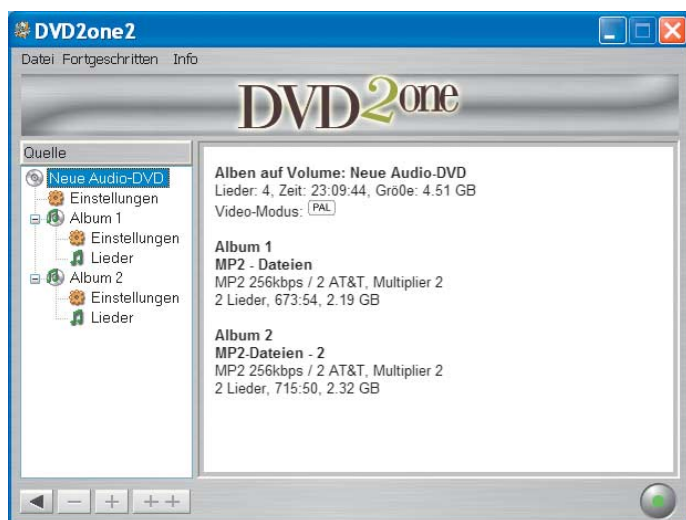 DVD2one2
Datei Fortgeschritten Info
DVD2one
Quelle
Neue Audio-DVD
Einstellungen
Album 1
Einstellungen
Lieder
Album 2
Einstellungen
Lieder
Alben auf Volume: Neue Audio-DVD
Lieder: 4, Zeit: 23:09:44, Grö0e: 4.51 GB
Video-Modus: PAL
Album 1
MP2 - Dateien
MP2 256kbps / 2 AT&T, Multiplier 2
2 Lieder, 673:54, 2.19 GB
Album 2
MP2-Dateien - 2
MP2 256kbps / 2 AT&T, Multiplier 2
2 Lieder, 715:50, 2.32 GB